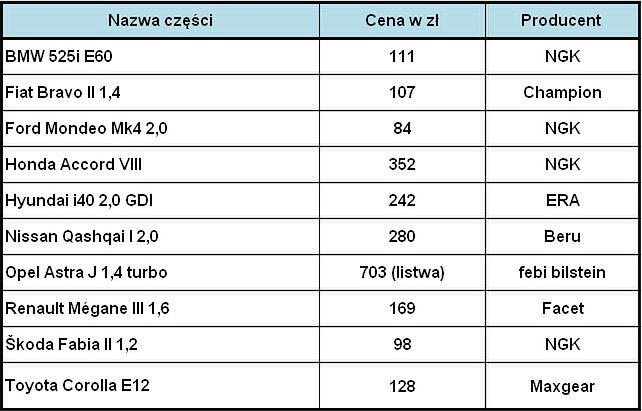 Nazwa części Cena w zł Producent
BMW 525i E60 111 NGK
Fiat Bravo II 1,4 107 Champion
Ford Mondeo Mk4 2,0 84 NGK
Honda Accord VIII 352 NGK
Hyundai i40 2,0 GDI 242 ERA
Nissan Qashqai I 2,0 280 Beru
Opel Astra J 1,4 turbo 703 (listwa) febi bilstein
Renault Mégane III 1,6 169 Facet
Škoda Fabia II 1,2 98 NGK
Toyota Corolla E12 128 Maxgear